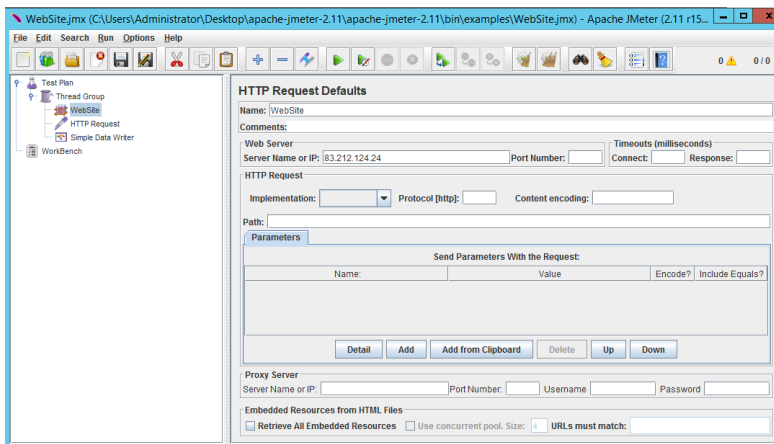 WebSite.jmx (C:\Users\Administrator\Desktop\apache-jmeter-2.11\apache-jmeter-2.11\bin\examples\WebSite.jmx) - Apache JMeter (2.11 r15...
File Edit Search Run Options Help
0 0 / 0
Test Plan
Thread Group
WebSite
HTTP Request
Simple Data Writer
WorkBench
HTTP Request Defaults
Name: WebSite
Comments:
Web Server
Timeouts (milliseconds)
Server Name or IP: 83.212.124.24 Port Number: Connect: Response:
HTTP Request
Implementation: Protocol [http]: Content encoding:
Path:
Parameters
Send Parameters With the Request:
Name: Value Encode? Include Equals?
Detail Add Add from Clipboard Delete Up Down
Proxy Server
Server Name or IP: Port Number: Username Password
Embedded Resources from HTML Files
Retrieve All Embedded Resources Use concurrent pool. Size: 4 URLs must match: